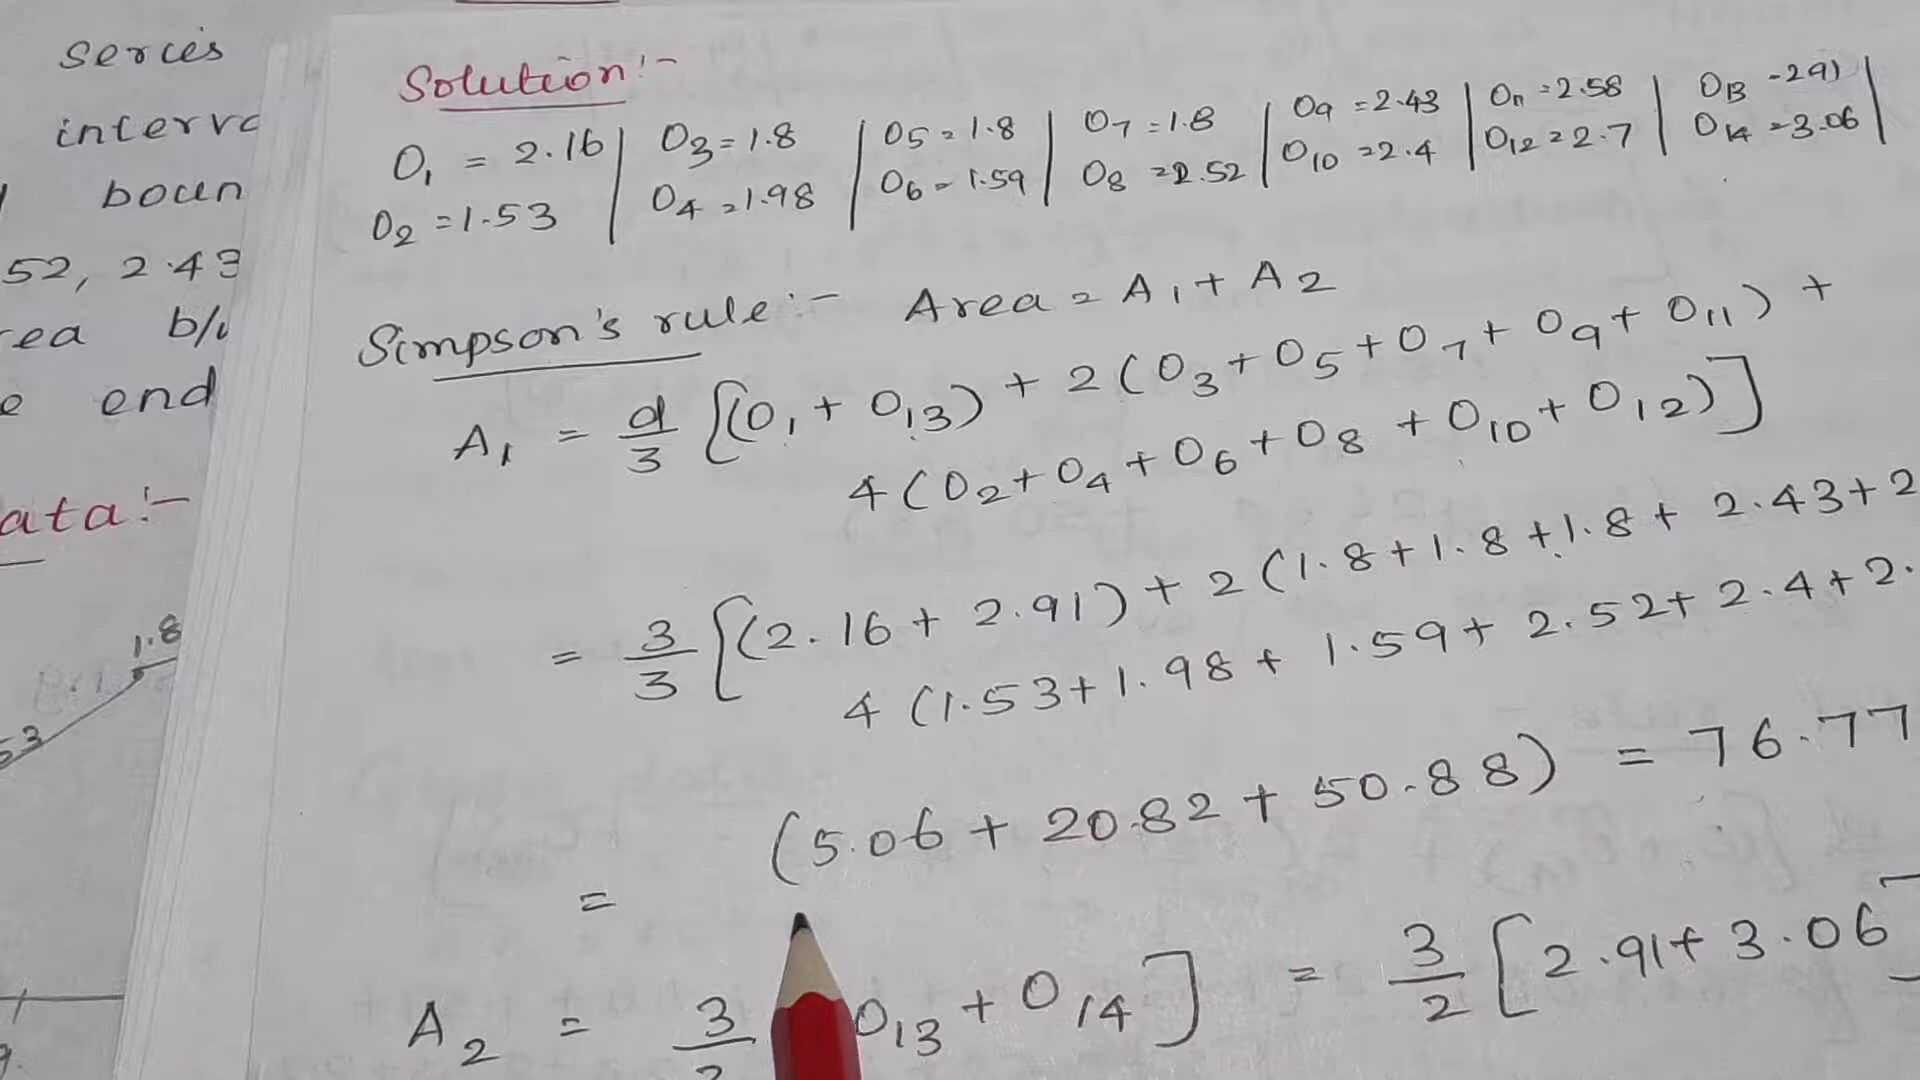 series
interva
boun
52, 2.43
rea b/w
e end
ata:-
1.8
53
Solution:-
O1 = 2.16 | O3 = 1.8 | O5 = 1.8 | O7 = 1.8 | O9 = 2.43 | O11 = 2.58 | O13 - 2.91 |
O2 = 1.53 | O4 = 1.98 | O6 = 1.59 | O8 = 2.52 | O10 = 2.4 | O12 = 2.7 | O14 = 3.06 |
Simpson's rule:- Area = A1 + A2
A1 = d/3 [(O1 + O13) + 2(O3 + O5 + O7 + O9 + O11) +
4(O2 + O4 + O6 + O8 + O10 + O12)]
= 3/3 [(2.16 + 2.91) + 2(1.8 + 1.8 + 1.8 + 2.43 + 2
4(1.53 + 1.98 + 1.59 + 2.52 + 2.4 + 2.
= (5.06 + 20.82 + 50.88) = 76.77
A2 = 3/2 O13 + O14] = 3/2 [2.91 + 3.06]